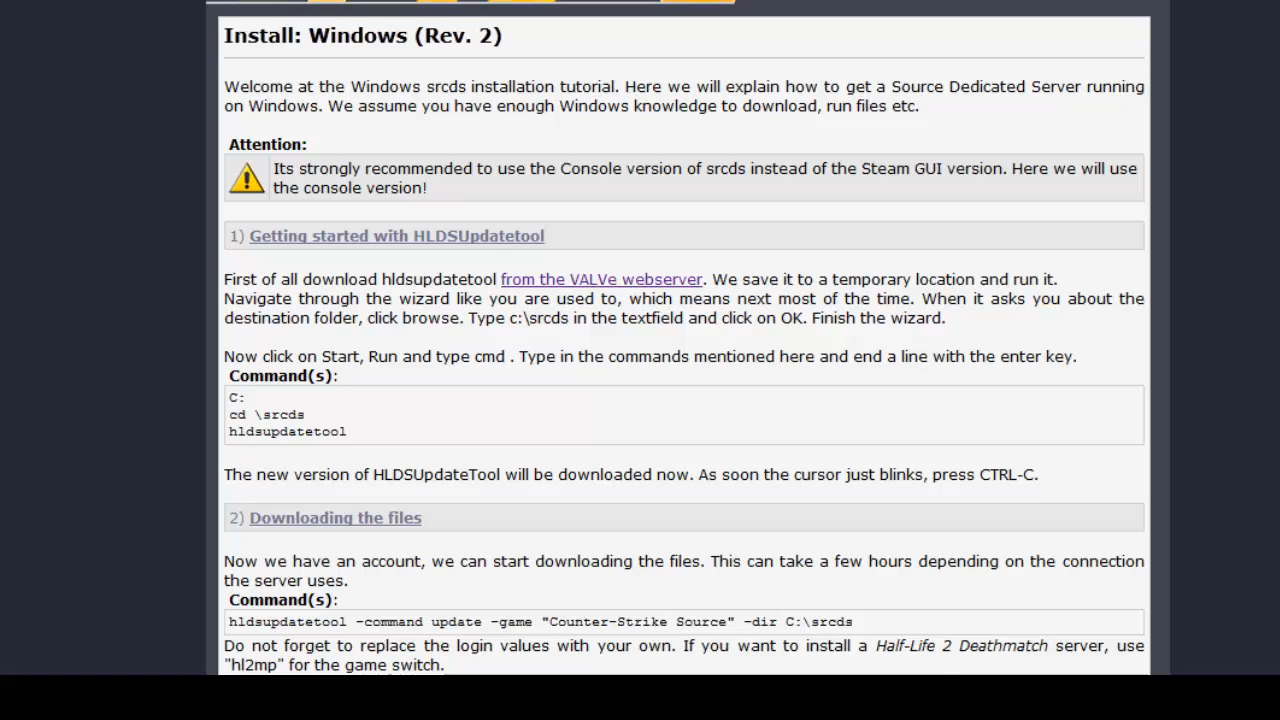 Install: Windows (Rev. 2)
Welcome at the Windows srcds installation tutorial. Here we will explain how to get a Source Dedicated Server running
on Windows. We assume you have enough Windows knowledge to download, run files etc.
Attention:
Its strongly recommended to use the Console version of srcds instead of the Steam GUI version. Here we will use
the console version!
1) Getting started with HLDSUpdatetool
First of all download hldsupdatetool from the VALVe webserver. We save it to a temporary location and run it.
Navigate through the wizard like you are used to, which means next most of the time. When it asks you about the
destination folder, click browse. Type c:\srcds in the textfield and click on OK. Finish the wizard.
Now click on Start, Run and type cmd . Type in the commands mentioned here and end a line with the enter key.
Command(s):
C:
cd \srcds
hldsupdatetool
The new version of HLDSUpdateTool will be downloaded now. As soon the cursor just blinks, press CTRL-C.
2) Downloading the files
Now we have an account, we can start downloading the files. This can take a few hours depending on the connection
the server uses.
Command(s):
hldsupdatetool -command update -game "Counter-Strike Source" -dir C:\srcds
Do not forget to replace the login values with your own. If you want to install a Half-Life 2 Deathmatch server, use
"hl2mp" for the game switch.